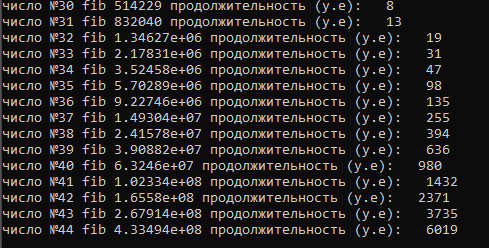 число №30 fib 514229 продолжительность (у.е): 8
число №31 fib 832040 продолжительность (у.е): 13
число №32 fib 1.34627e+06 продолжительность (у.е): 19
число №33 fib 2.17831e+06 продолжительность (у.е): 31
число №34 fib 3.52458e+06 продолжительность (у.е): 47
число №35 fib 5.70289e+06 продолжительность (у.е): 98
число №36 fib 9.22746e+06 продолжительность (у.е): 135
число №37 fib 1.49304e+07 продолжительность (у.е): 255
число №38 fib 2.41578e+07 продолжительность (у.е): 394
число №39 fib 3.90882e+07 продолжительность (у.е): 636
число №40 fib 6.3246e+07 продолжительность (у.е): 980
число №41 fib 1.02334e+08 продолжительность (у.е): 1432
число №42 fib 1.6558e+08 продолжительность (у.е): 2371
число №43 fib 2.67914e+08 продолжительность (у.е): 3735
число №44 fib 4.33494e+08 продолжительность (у.е): 6019